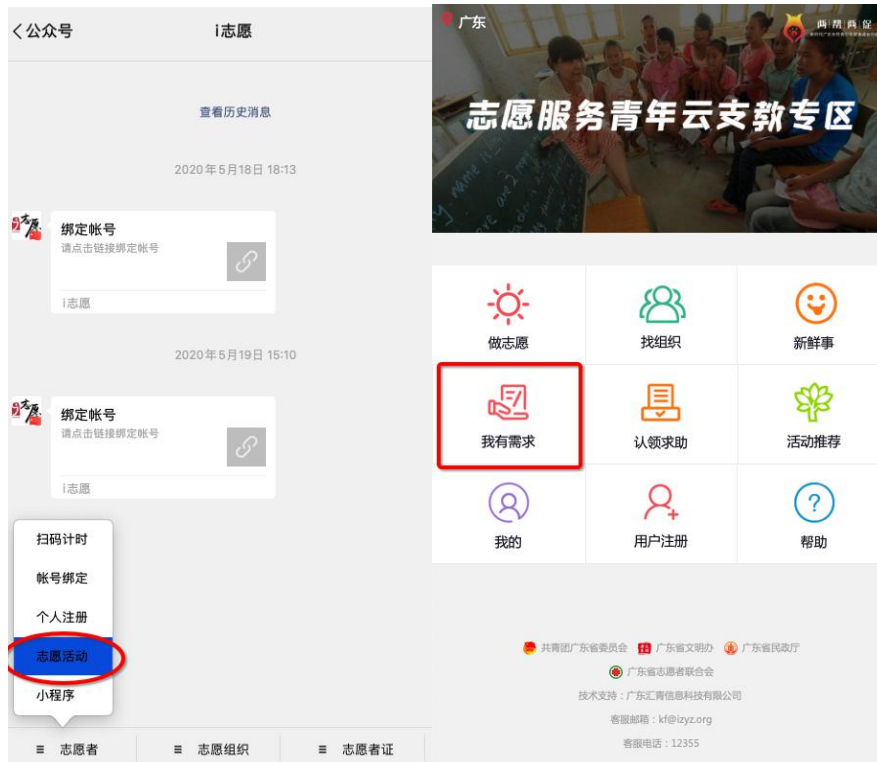 公众号
i志愿
查看历史消息
2020年5月18日 18:13
绑定帐号
请点击链接绑定帐号
i志愿
2020年5月19日 15:10
绑定帐号
请点击链接绑定帐号
i志愿
扫码计时
帐号绑定
个人注册
志愿活动
小程序
志愿者
志愿组织
志愿者证
广东
两帮两促
志愿服务青年云支教专区
做志愿
找组织
新鲜事
我有需求
认领求助
活动推荐
我的
用户注册
帮助
共青团广东省委员会 广东省文明办 广东省民政厅
广东省志愿者联合会
技术支持：广东汇青信息科技有限公司
客服邮箱：kf@izyz.org
客服电话：12355